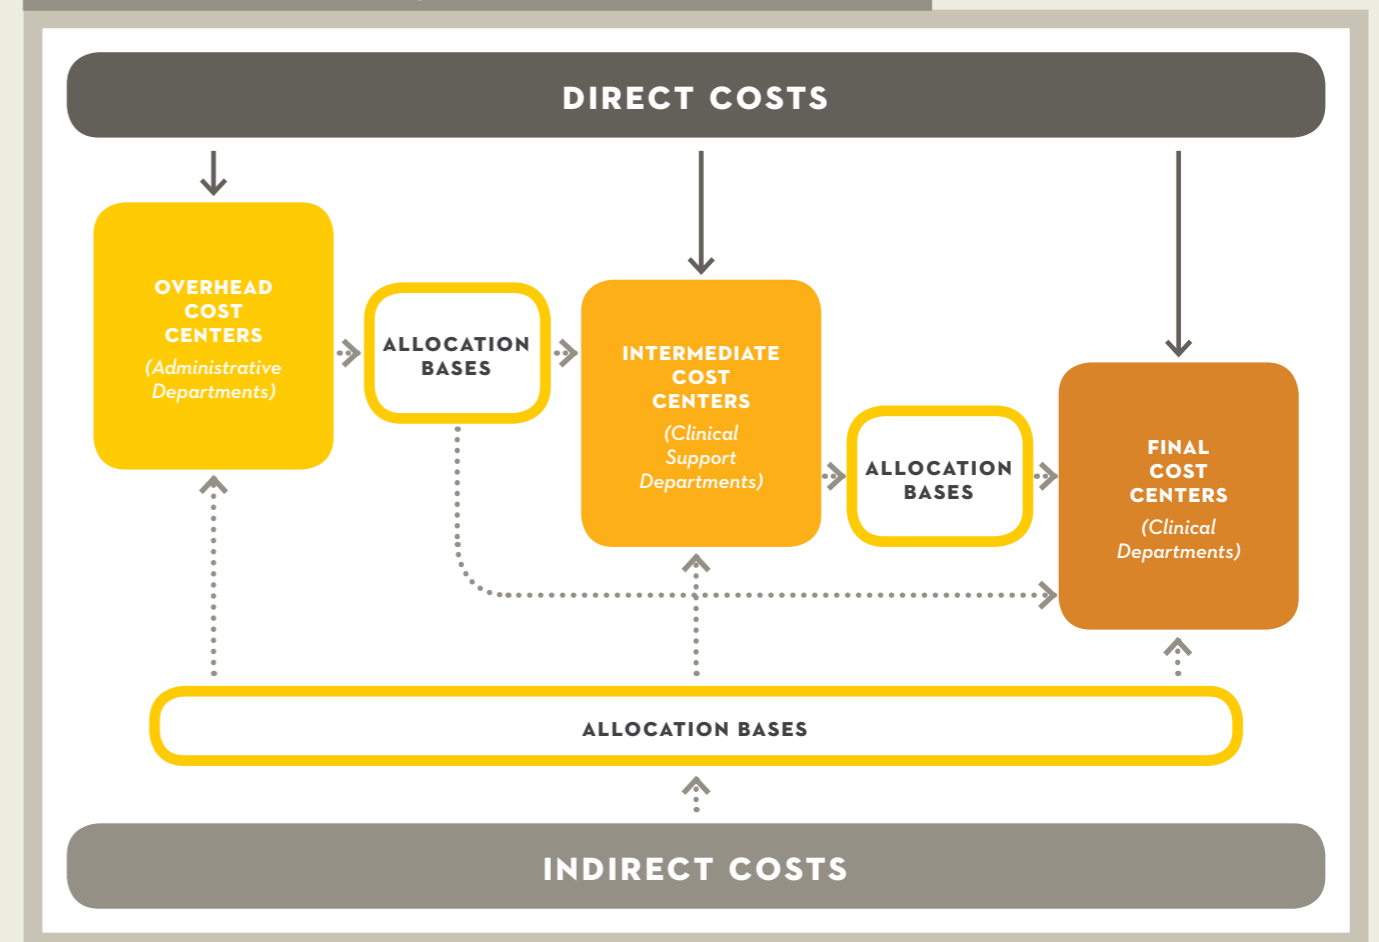 DIRECT COSTS
OVERHEAD
COST
CENTERS
(Administrative
Departments)
ALLOCATION
BASES
INTERMEDIATE
COST
CENTERS
(Clinical
Support
Departments)
ALLOCATION
BASES
FINAL
COST
CENTERS
(Clinical
Departments)
ALLOCATION BASES
INDIRECT COSTS